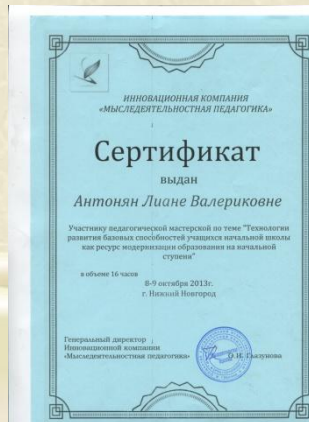 ИННОВАЦИОННАЯ КОМПАНИЯ
«МЫСЛЕДЕЯТЕЛЬНОСТНАЯ ПЕДАГОГИКА»
Сертификат
выдан
Антонян Лиане Валериковне
Участнику педагогической мастерской по теме "Технологии
развития базовых способностей учащихся начальной школы
как ресурс модернизации образования на начальной
ступени"
в объеме 16 часов
8-9 октября 2013г.
г. Нижний Новгород
Генеральный директор
Инновационной компании
«Мыследеятельностная педагогика»
О.И. Глазунова